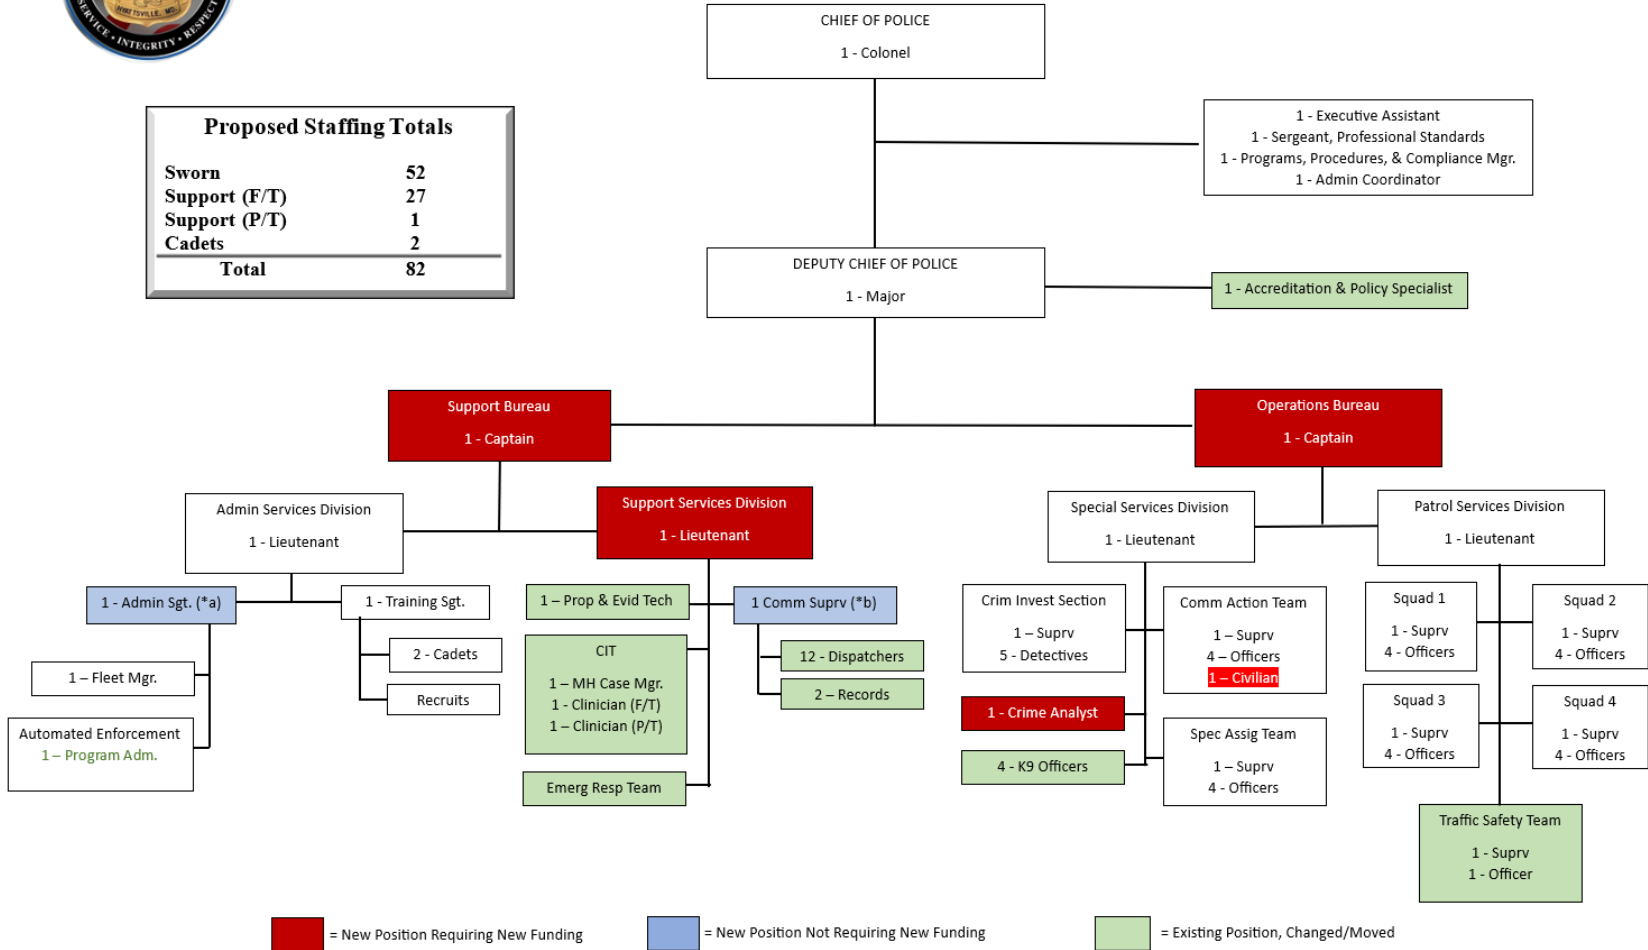 HYATTSVILLE, MD.
SERVICE • INTEGRITY • RESPECT
CHIEF OF POLICE
1 - Colonel
Proposed Staffing Totals
Sworn 52
Support (F/T) 27
Support (P/T) 1
Cadets 2
Total 82
1 - Executive Assistant
1 - Sergeant, Professional Standards
1 - Programs, Procedures, & Compliance Mgr.
1 - Admin Coordinator
DEPUTY CHIEF OF POLICE
1 - Major
1 - Accreditation & Policy Specialist
Support Bureau
1 - Captain
Operations Bureau
1 - Captain
Admin Services Division
1 - Lieutenant
Support Services Division
1 - Lieutenant
Special Services Division
1 - Lieutenant
Patrol Services Division
1 - Lieutenant
1 - Admin Sgt. (*a)
1 - Training Sgt.
1 – Fleet Mgr.
2 - Cadets
Recruits
Automated Enforcement
1 – Program Adm.
1 – Prop & Evid Tech
1 Comm Suprv (*b)
CIT
1 – MH Case Mgr.
1 - Clinician (F/T)
1 – Clinician (P/T)
12 - Dispatchers
2 – Records
Emerg Resp Team
Crim Invest Section
1 – Suprv
5 - Detectives
Comm Action Team
1 – Suprv
4 – Officers
1 – Civilian
1 - Crime Analyst
4 - K9 Officers
Spec Assig Team
1 – Suprv
4 - Officers
Squad 1
1 - Suprv
4 - Officers
Squad 2
1 - Suprv
4 - Officers
Squad 3
1 - Suprv
4 - Officers
Squad 4
1 - Suprv
4 - Officers
Traffic Safety Team
1 - Suprv
1 - Officer
= New Position Requiring New Funding
= New Position Not Requiring New Funding
= Existing Position, Changed/Moved